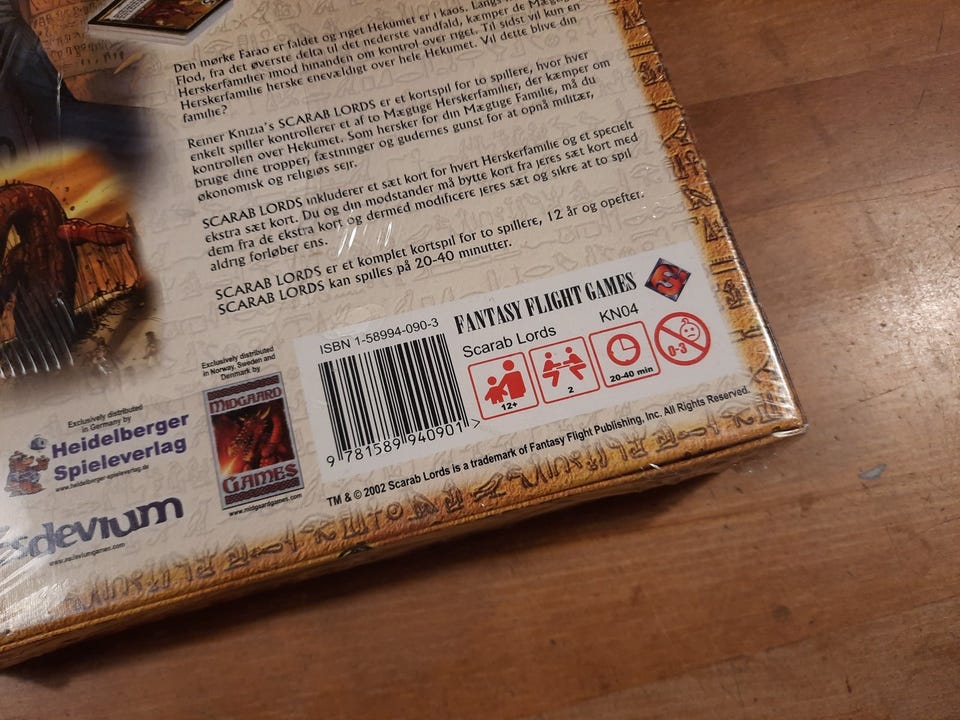 Den mørke Farao er faldet og riget Hekumet er i kaos. Langs
Flod, fra det øverste delta til det nederste vandfald, kæmper de
Herskerfamilier imod hinanden om kontrol over riget. Til sidst vil kun en
Herskerfamilie herske enevældigt over hele Hekumet. Vil dette blive din
familie?
Reiner Knizia's SCARAB LORDS er et kortspil for to spillere, hvor hver
enkelt spiller kontrollerer et af to Mægtige Herskerfamilier, der kæmper om
kontrollen over Hekumet. Som hersker for din Mægtige Familie, må du
bruge dine tropper, fæstninger og gudernes gunst for at opnå militær,
økonomisk og religiøs sejr.
SCARAB LORDS inkluderer et sæt kort for hvert Herskerfamilie og et specielt
ekstra sæt kort. Du og din modstander må bytte kort fra jeres sæt kort med
dem fra de ekstra kort og dermed modificere jeres sæt og sikre at to spil
aldrig forløber ens.
SCARAB LORDS er et komplet kortspil for to spillere, 12 år og opefter.
SCARAB LORDS kan spilles på 20-40 minutter.
ISBN 1-58994-090-3
9 781589 940901 >
FANTASY FLIGHT GAMES
Scarab Lords KN04
12+
2
20-40 min
0-3
TM & © 2002 Scarab Lords is a trademark of Fantasy Flight Publishing, Inc. All Rights Reserved.
Exclusively distributed
in Norway, Sweden and
Denmark by
MIDGAARD
GAMES
www.midgaardgames.com
Exclusively distributed
in Germany by
Heidelberger
Spieleverlag
www.heidelberger-spieleverlag.de
esdevium
www.esdeviumgames.com